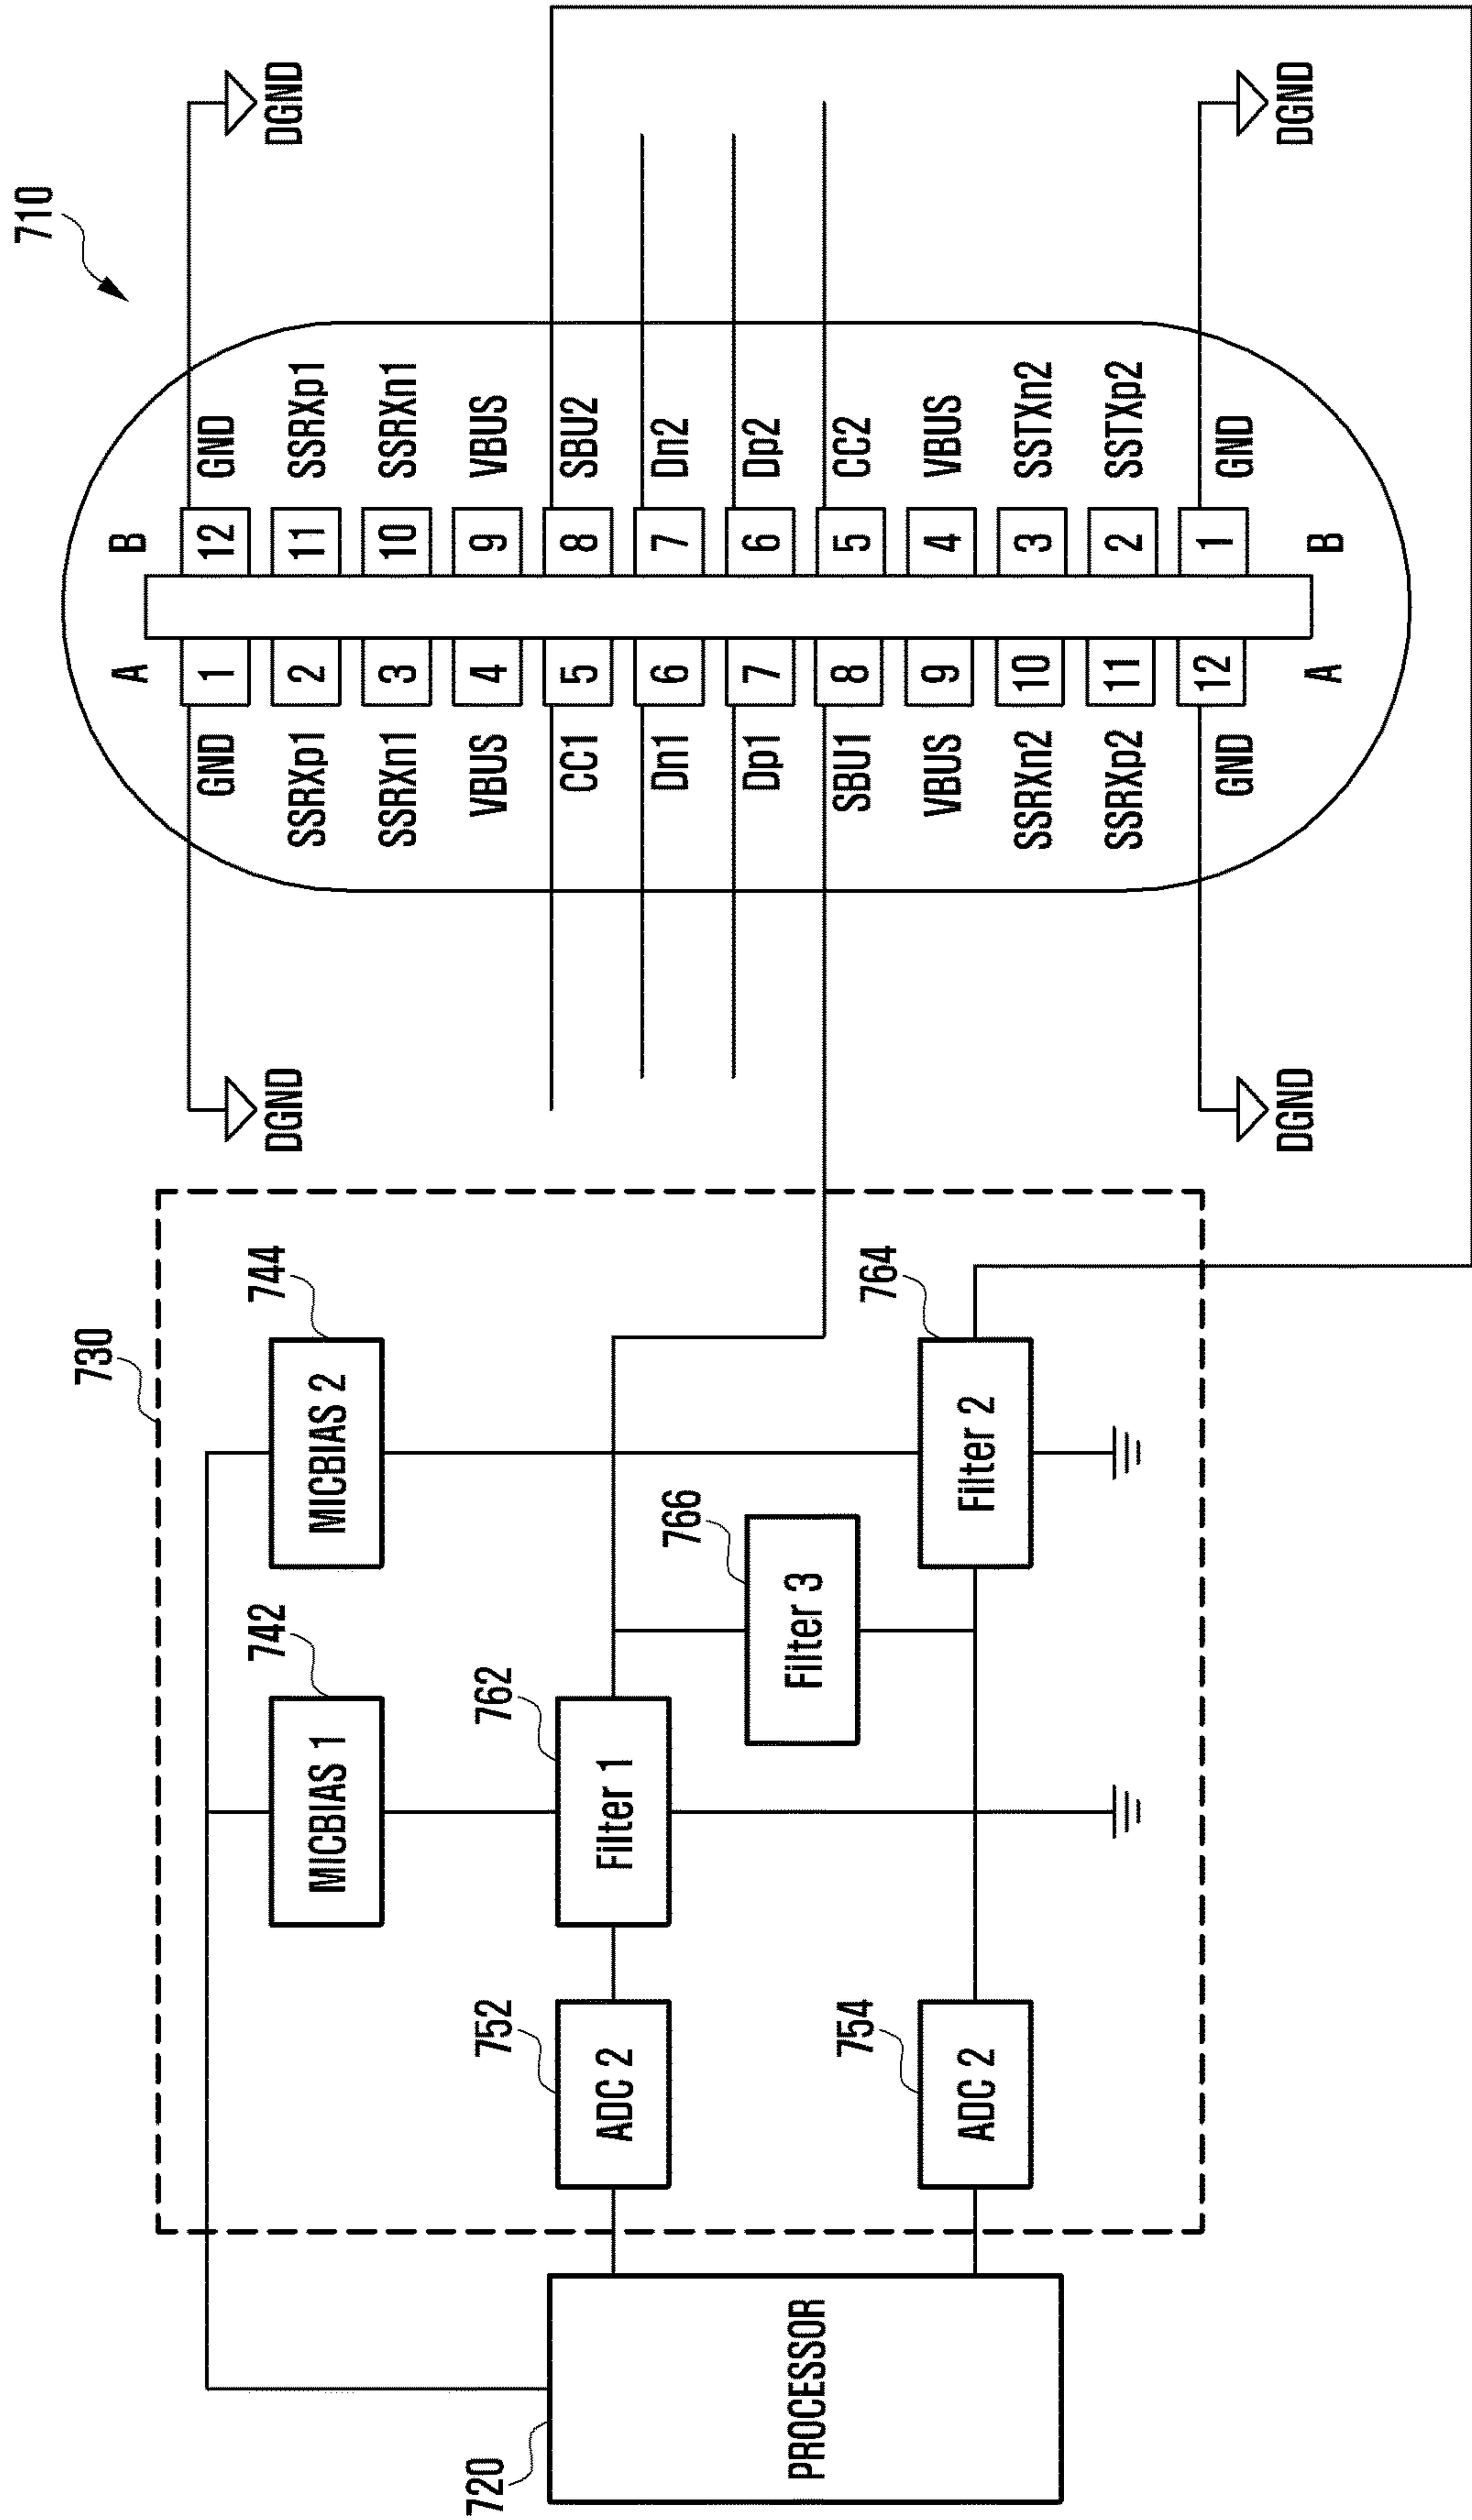 710
730
744
742
DGND
DGND
A
B
GND 1 12 GND
SSRXp1 2 11 SSRXp1
SSRXn1 3 10 SSRXn1
VBUS 4 9 VBUS
CC1 5 8 SBU2
Dn1 6 7 Dn2
Dp1 7 6 Dp2
SBU1 8 5 CC2
VBUS 9 4 VBUS
SSRXn2 10 3 SSTXn2
SSRXp2 11 2 SSTXp2
GND 12 1 GND
A
B
DGND
DGND
MICBIAS 1
MICBIAS 2
720
752
762
ADC 2
Filter 1
766
Filter 3
PROCESSOR
754
764
ADC 2
Filter 2